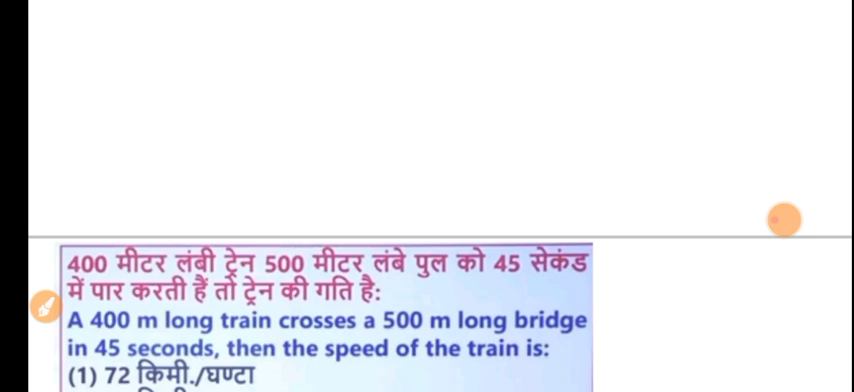 400 मीटर लंबी ट्रेन 500 मीटर लंबे पुल को 45 सेकंड
में पार करती हैं तो ट्रेन की गति है:
A 400 m long train crosses a 500 m long bridge
in 45 seconds, then the speed of the train is:
(1) 72 किमी./घण्टा